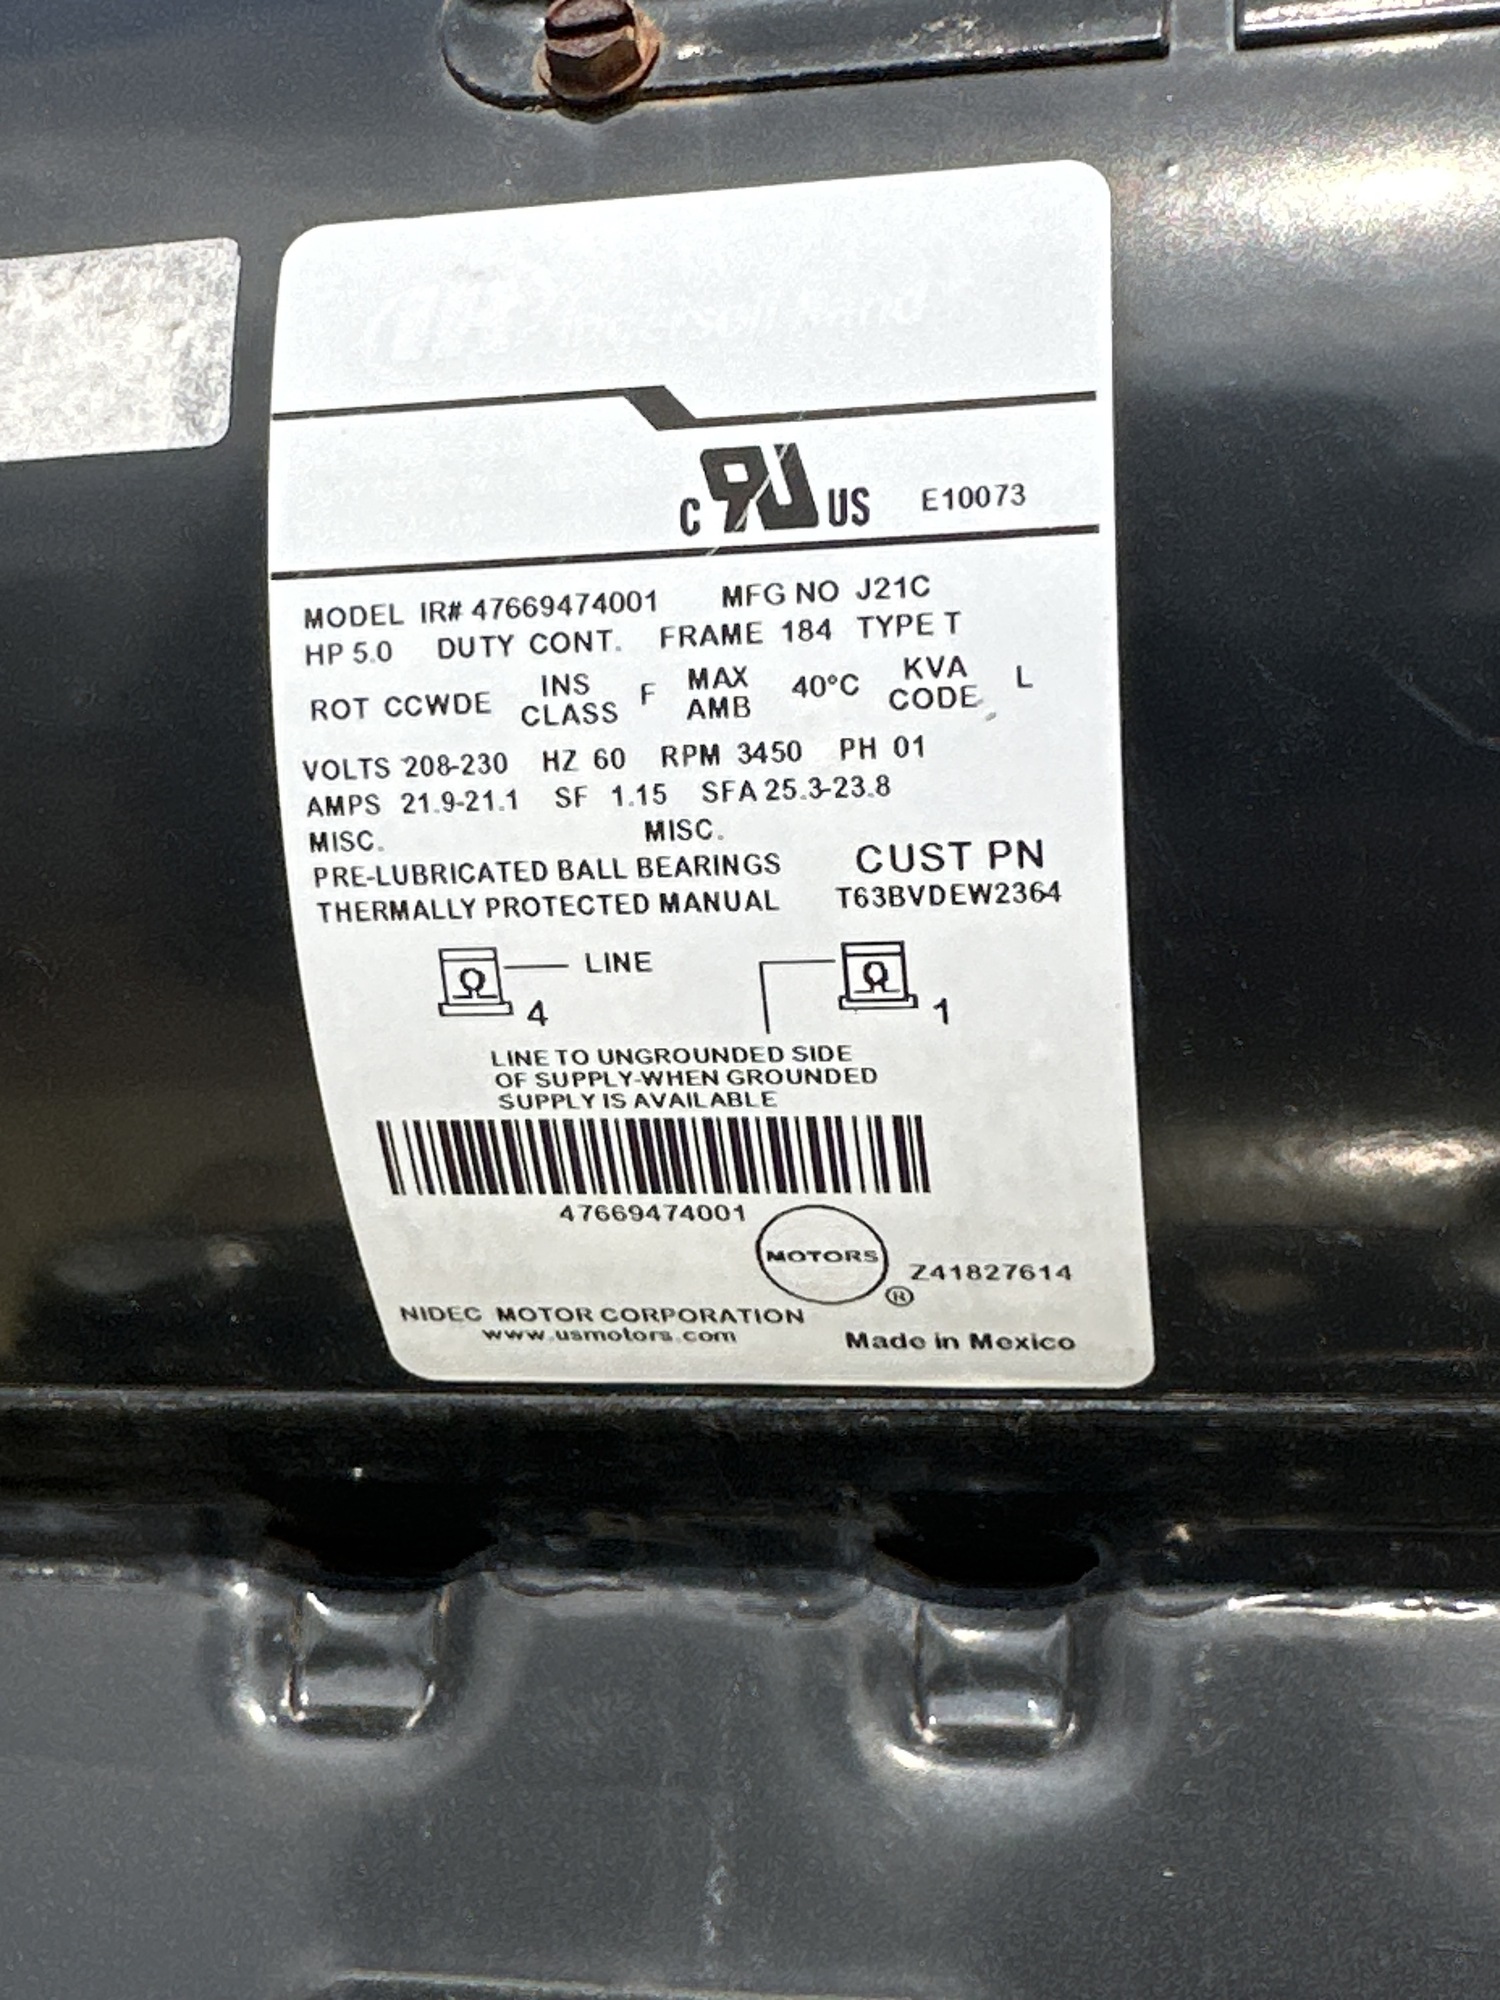 IR Ingersoll Rand
c RU US E10073
MODEL IR# 47669474001 MFG NO J21C
HP 5.0 DUTY CONT. FRAME 184 TYPE T
ROT CCWDE INS CLASS F MAX AMB 40°C KVA CODE L
VOLTS 208-230 HZ 60 RPM 3450 PH 01
AMPS 21.9-21.1 SF 1.15 SFA 25.3-23.8
MISC. MISC.
PRE-LUBRICATED BALL BEARINGS CUST PN
THERMALLY PROTECTED MANUAL T63BVDEW2364
Ω 4 LINE Ω 1
LINE TO UNGROUNDED SIDE
OF SUPPLY-WHEN GROUNDED
SUPPLY IS AVAILABLE
47669474001
MOTORS ® Z41827614
NIDEC MOTOR CORPORATION
www.usmotors.com Made in Mexico